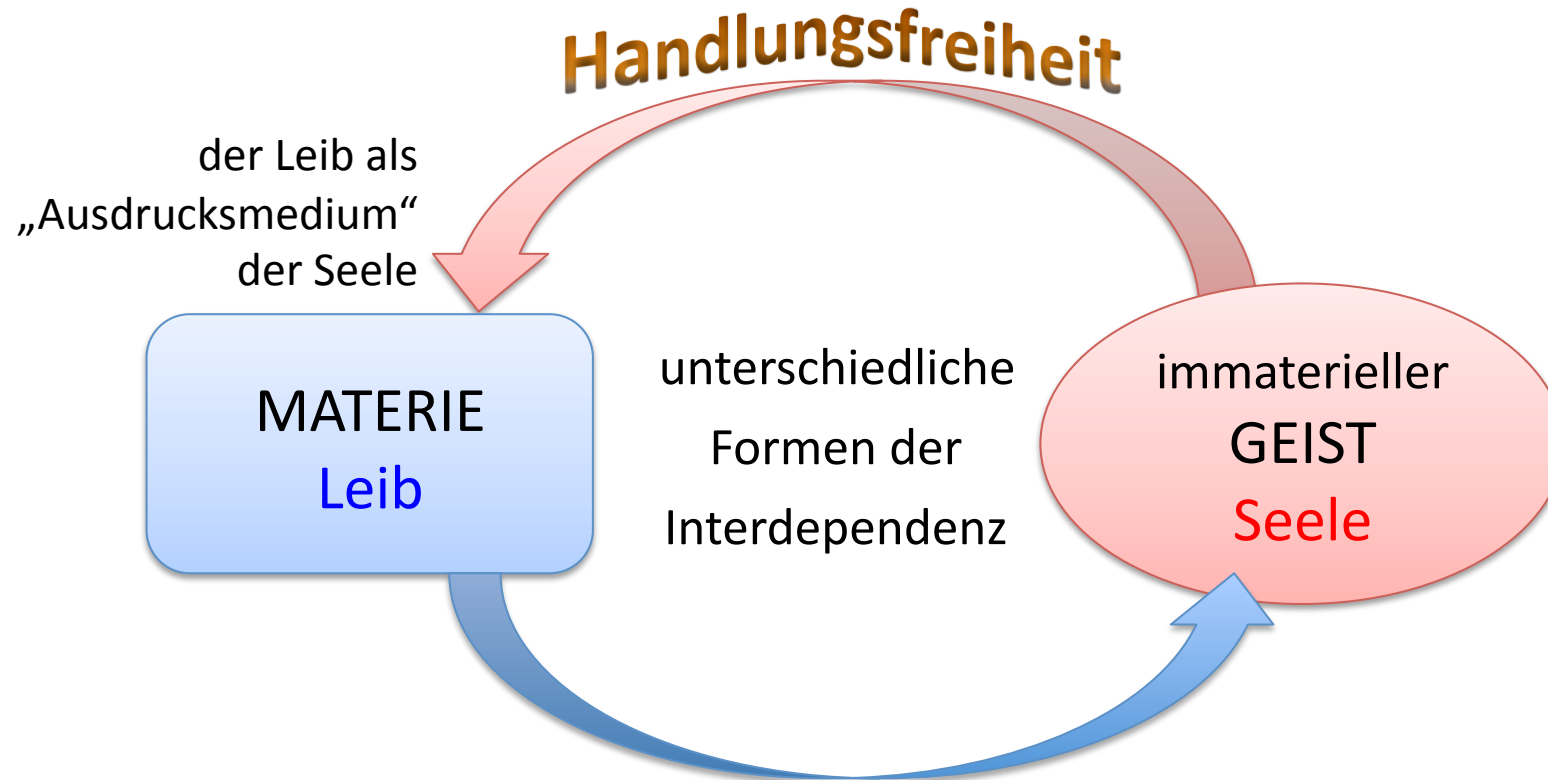 Handlungsfreiheit
der Leib als
„Ausdrucksmedium“
der Seele
MATERIE
Leib
unterschiedliche
Formen der
Interdependenz
immaterieller
GEIST
Seele